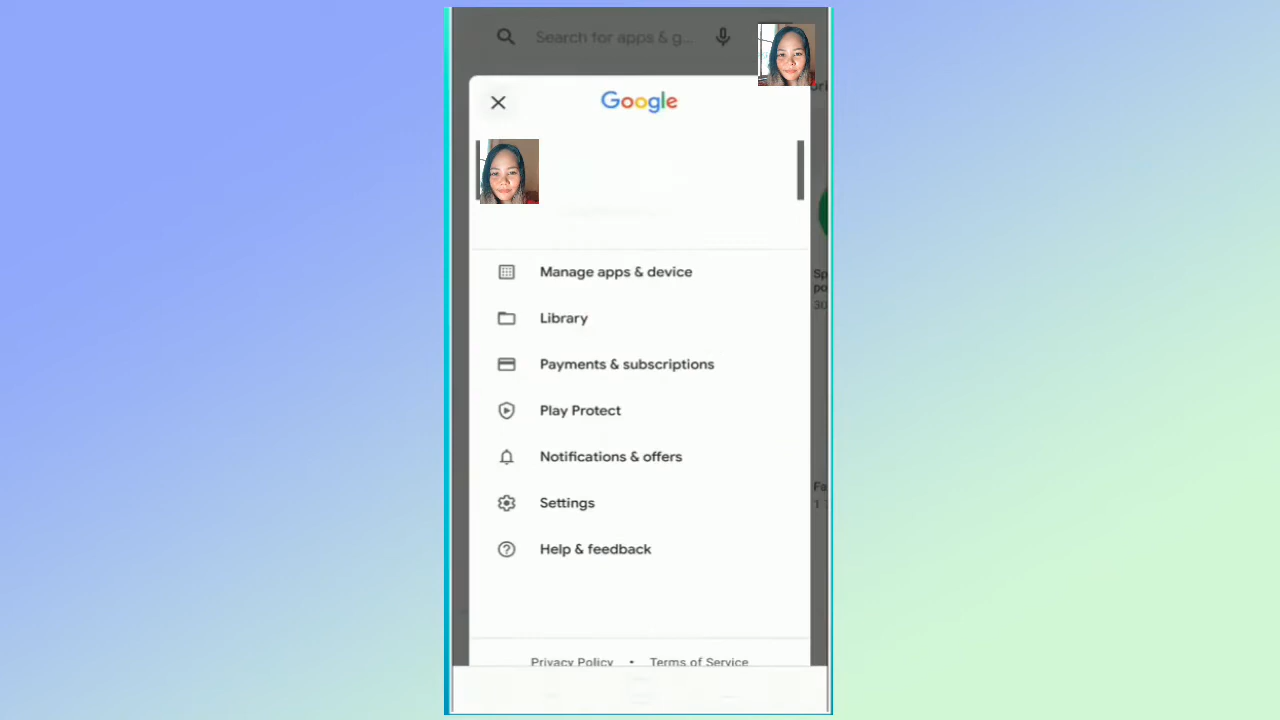 Search for apps & g...
Google
Manage apps & device
Library
Payments & subscriptions
Play Protect
Notifications & offers
Settings
Help & feedback
Privacy Policy • Terms of Service